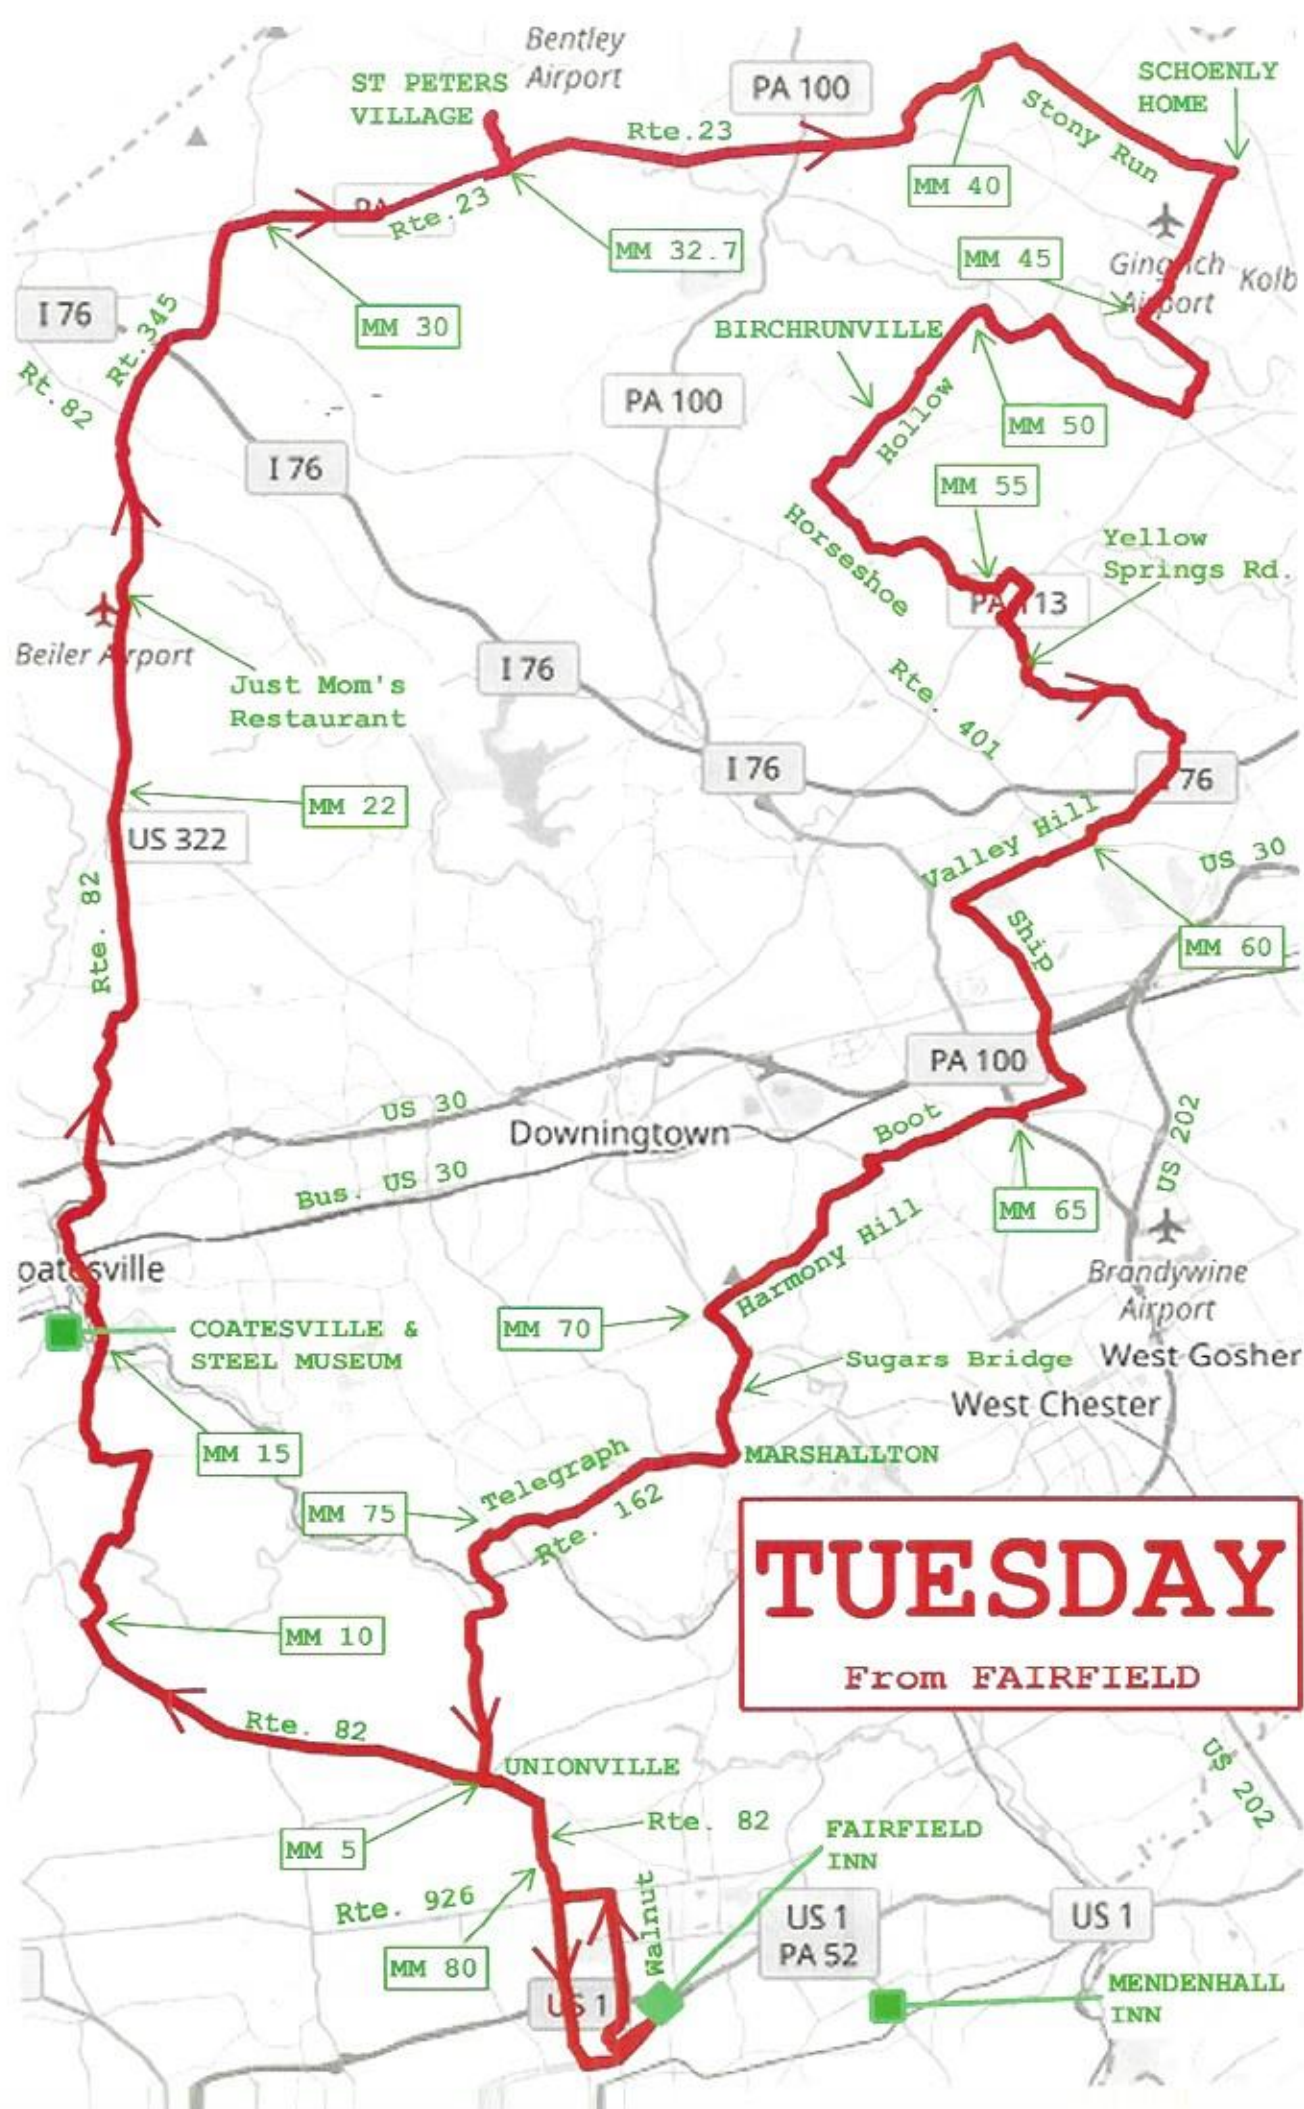 Bentley
Airport
ST PETERS
VILLAGE
PA 100
SCHOENLY
HOME
Rte.23
Stony Run
MM 40
Rte.23
MM 32.7
MM 45
Airport
Kolb
I 76
Rt.345
MM 30
BIRCHRUNVILLE
Rt.82
PA 100
Hollow
MM 50
I 76
MM 55
Horseshoe
Yellow
Springs Rd.
Beiler Airport
I 76
Just Mom's
Restaurant
Rte. 401
I 76
76
MM 22
US 322
Valley Hill
US 30
Rte. 82
Ship
MM 60
PA 100
US 30
Downingtown
Boot
Bus. US 30
US 202
MM 65
Harmony Hill
oatesville
Brandywine
Airport
COATESVILLE &
STEEL MUSEUM
MM 70
Sugars Bridge
West Gosher
West Chester
MM 15
Telegraph
MARSHALLTON
MM 75
Rte. 162
TUESDAY
From FAIRFIELD
MM 10
Rte. 82
UNIONVILLE
US 202
MM 5
Rte. 82
FAIRFIELD
INN
Rte. 926
Walnut
US 1
PA 52
US 1
MM 80
US 1
MENDENHALL
INN